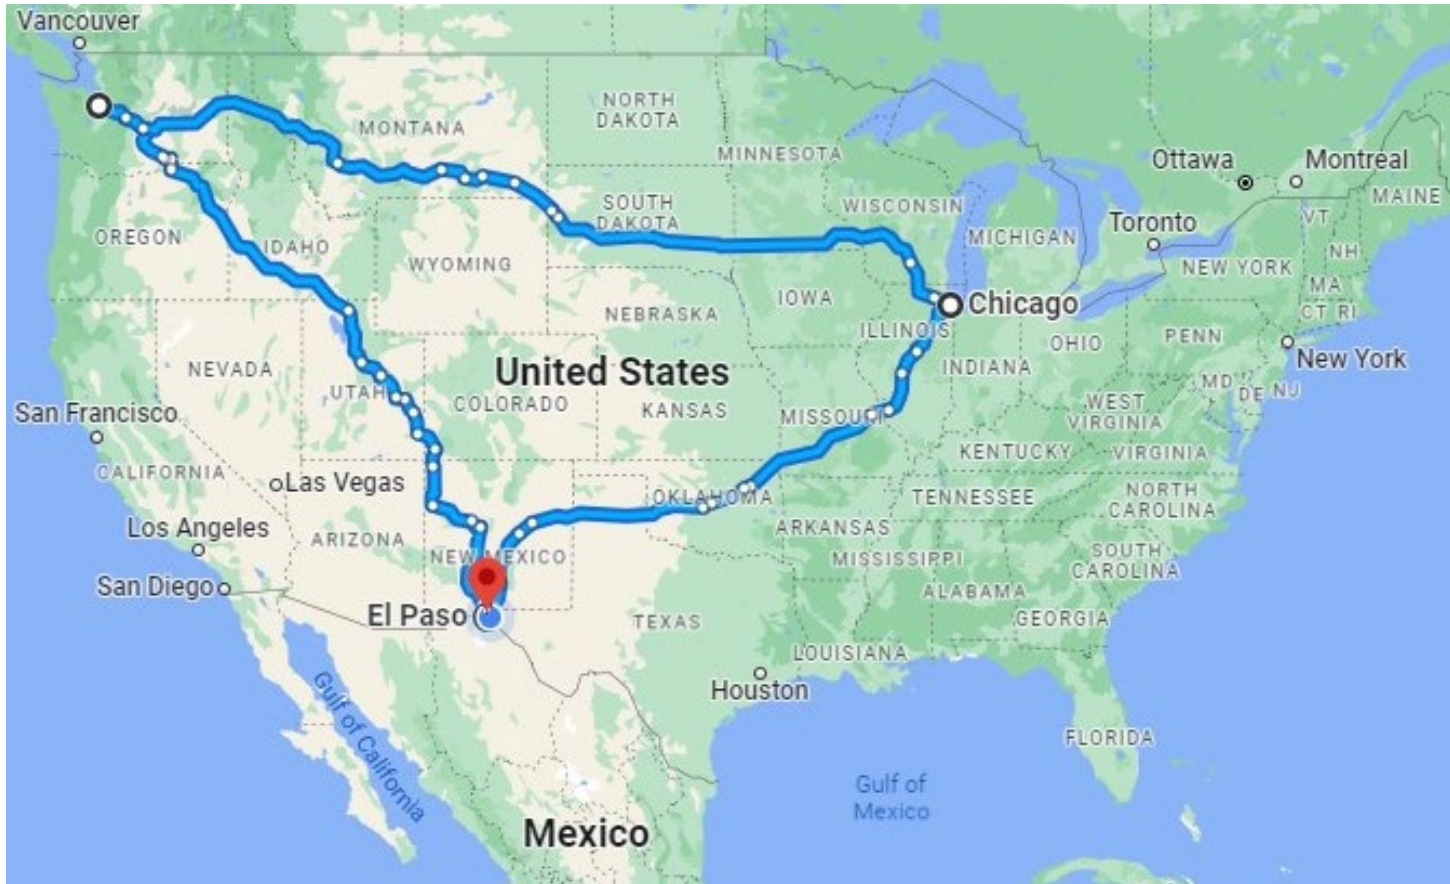 Vancouver
MONTANA
NORTH
DAKOTA
MINNESOTA
Ottawa
Montreal
MAINE
SOUTH
DAKOTA
WISCONSIN
MICHIGAN
Toronto
VT
NH
OREGON
IDAHO
WYOMING
NEW YORK
MA
CT RI
IOWA
Chicago
NEBRASKA
ILLINOIS
OHIO
PENN
INDIANA
New York
NEVADA
United States
MD
DE
NJ
UTAH
COLORADO
KANSAS
MISSOURI
WEST
VIRGINIA
San Francisco
KENTUCKY
VIRGINIA
CALIFORNIA
Las Vegas
OKLAHOMA
TENNESSEE
NORTH
CAROLINA
Los Angeles
ARIZONA
NEW MEXICO
ARKANSAS
MISSISSIPPI
SOUTH
CAROLINA
San Diego
ALABAMA
El Paso
TEXAS
GEORGIA
LOUISIANA
Houston
Gulf of California
FLORIDA
Gulf of
Mexico
Mexico